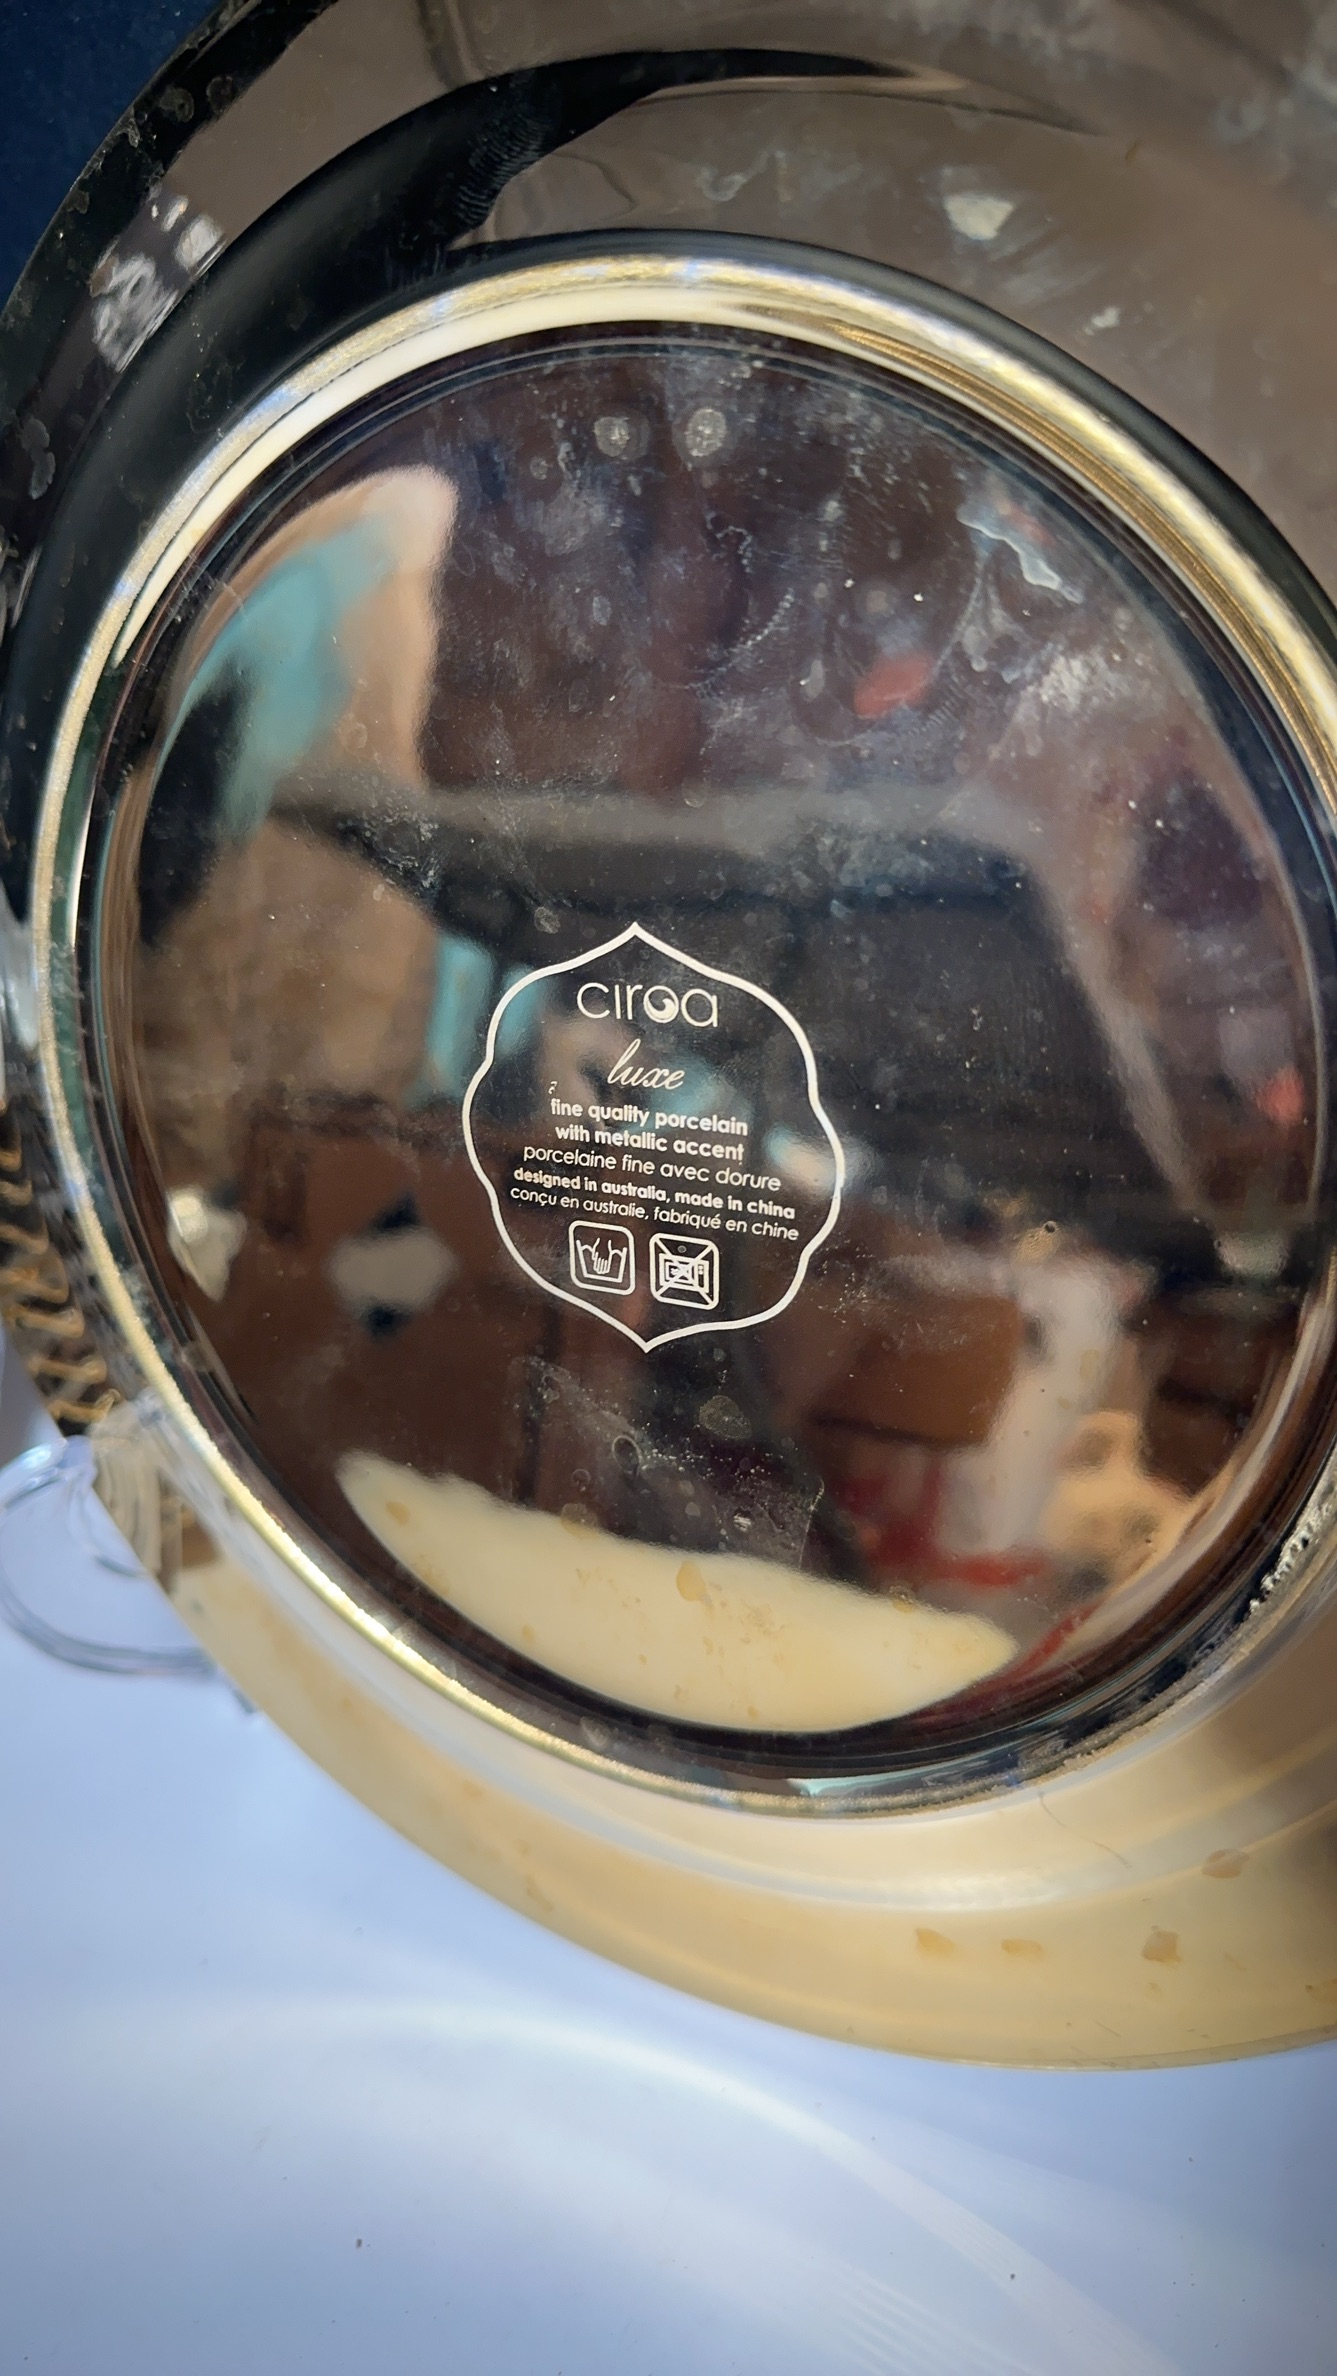 ciroa
luxe
fine quality porcelain
with metallic accent
porcelaine fine avec dorure
designed in australia, made in china
conçu en australie, fabriqué en chine